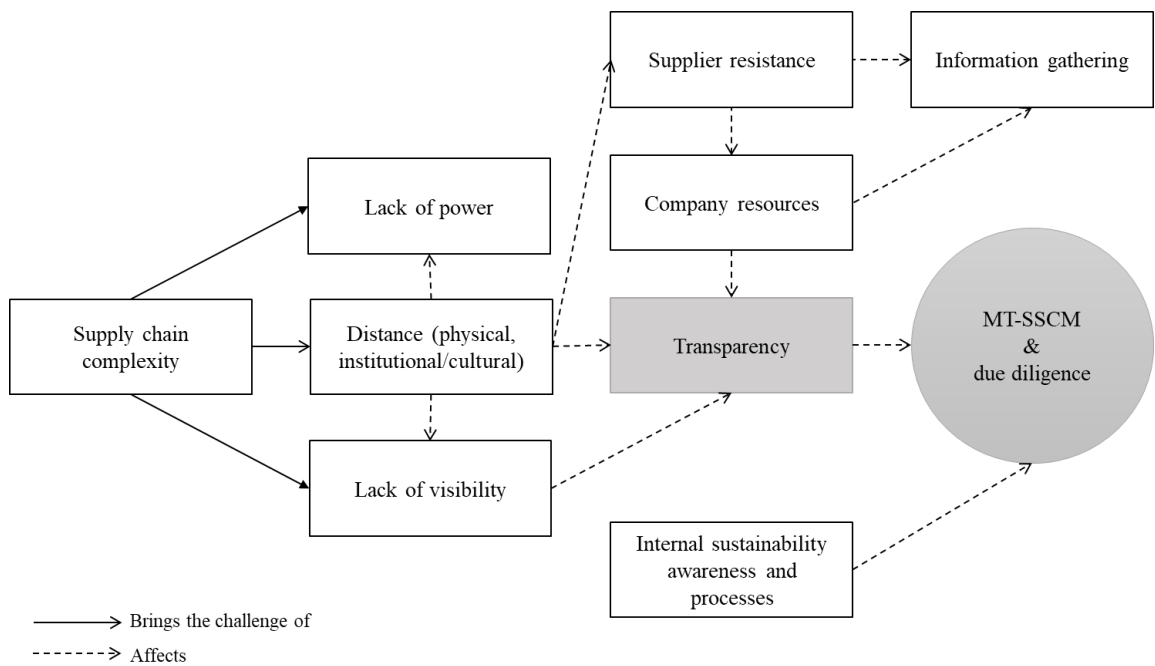 Supplier resistance
Information gathering
Lack of power
Company resources
Supply chain
complexity
Distance (physical,
institutional/cultural)
Transparency
MT-SSCM
&
due diligence
Lack of visibility
Internal sustainability
awareness and
processes
Brings the challenge of
Affects